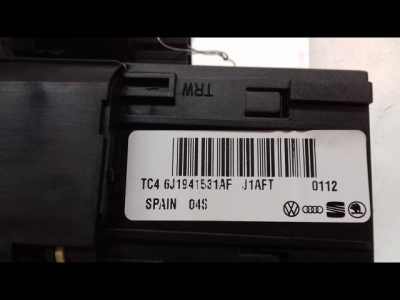 TRW
TC4 6J1941531AF J1AFT 0112
SPAIN 04S